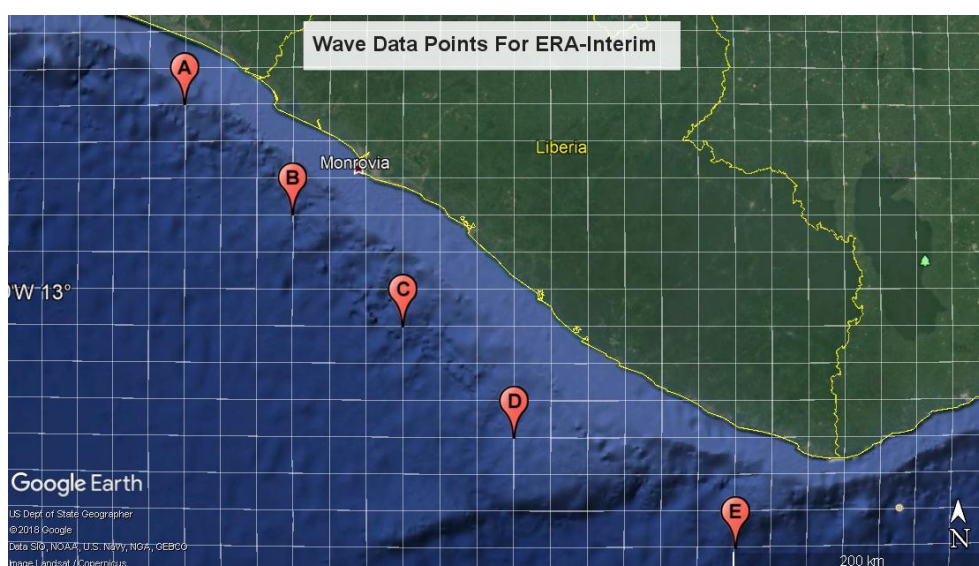 Wave Data Points For ERA-Interim
A
Liberia
Monrovia
B
C
'W 13°
D
Google Earth
E
US Dept of State Geographer
© 2018 Google
Data SIO, NOAA, U.S. Navy, NGA, GEBCO
200 km
N
Image Landsat / Copernicus